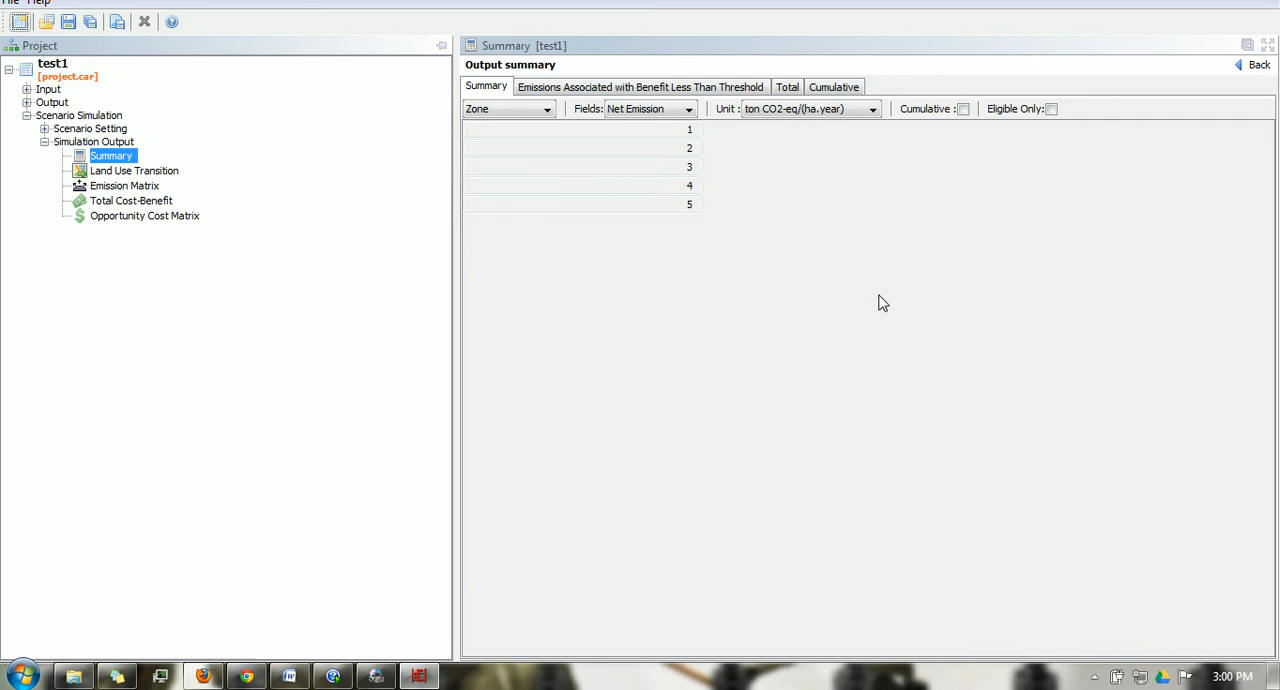 File Help
Project
test1
[project.car]
Input
Output
Scenario Simulation
Scenario Setting
Simulation Output
Summary
Land Use Transition
Emission Matrix
Total Cost-Benefit
Opportunity Cost Matrix
Summary [test1]
Output summary
Back
Summary Emissions Associated with Benefit Less Than Threshold Total Cumulative
Zone Fields: Net Emission Unit : ton CO2-eq/(ha.year) Cumulative : Eligible Only:
1
2
3
4
5
3:00 PM